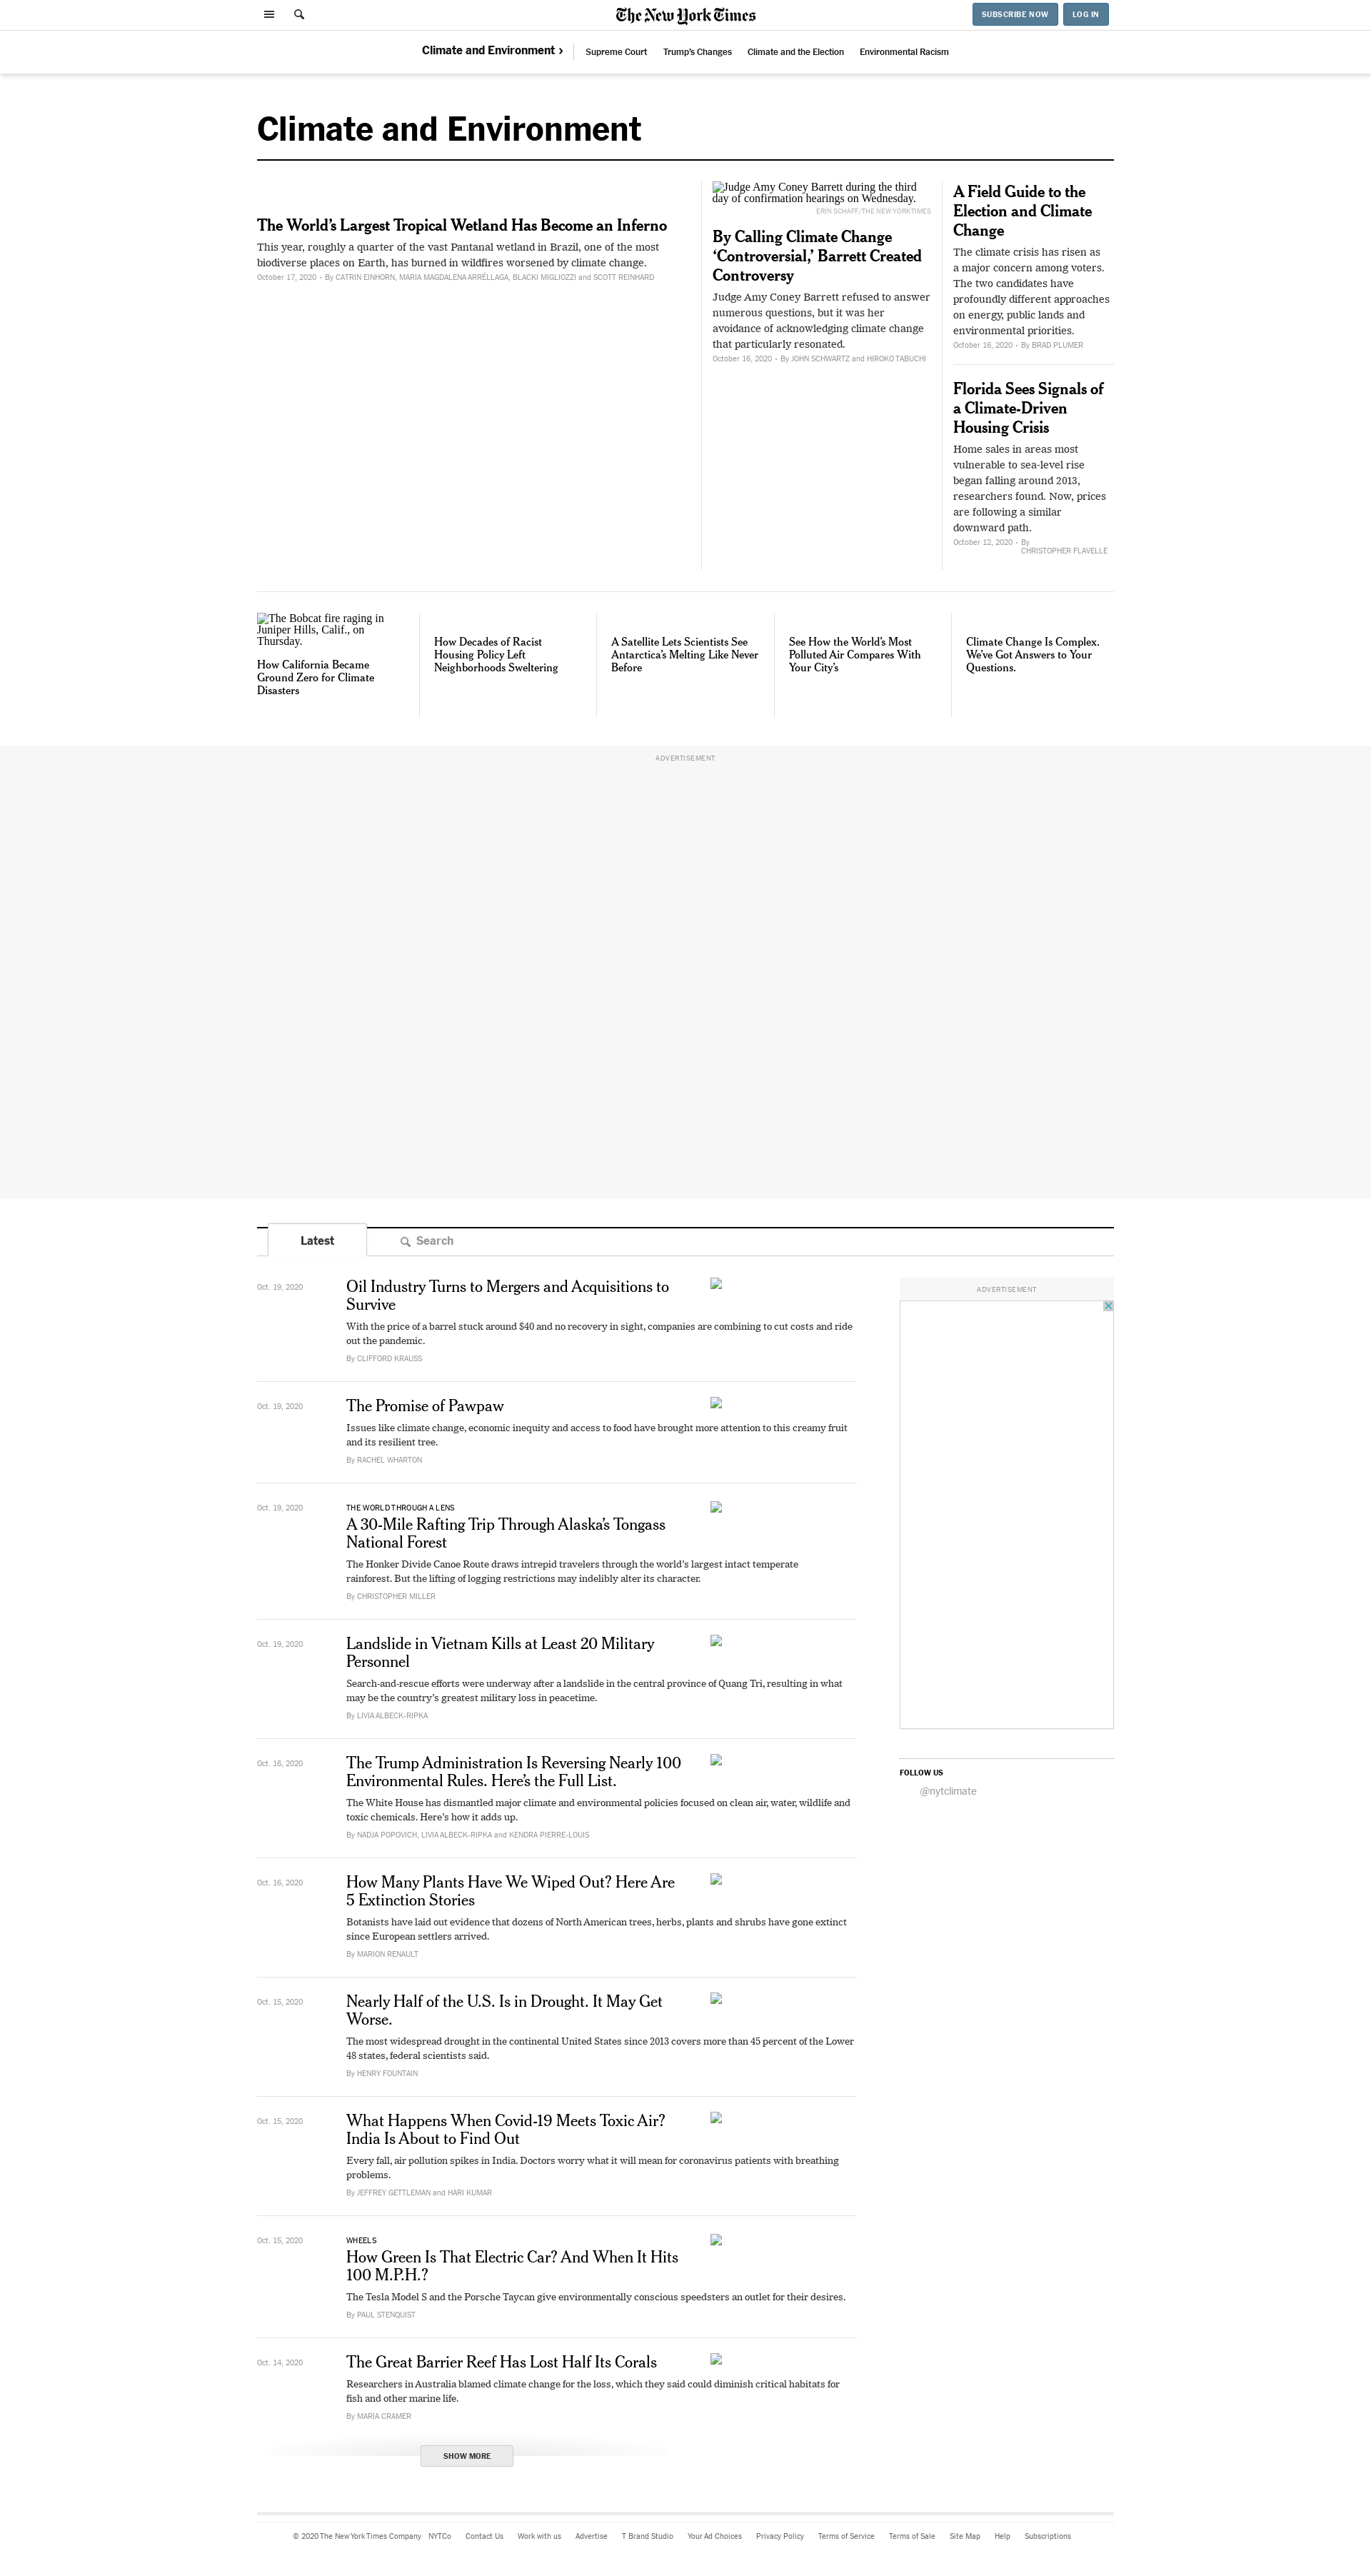 The New York Times
SUBSCRIBE NOW
LOG IN
Climate and Environment ›
Supreme Court
Trump's Changes
Climate and the Election
Environmental Racism
Climate and Environment
The World's Largest Tropical Wetland Has Become an Inferno
This year, roughly a quarter of the vast Pantanal wetland in Brazil, one of the most
biodiverse places on Earth, has burned in wildfires worsened by climate change.
October 17, 2020 • By CATRIN EINHORN, MARIA MAGDALENA ARRÉLLAGA, BLACKI MIGLIOZZI and SCOTT REINHARD
Judge Amy Coney Barrett during the third
day of confirmation hearings on Wednesday.
ERIN SCHAFF/THE NEW YORK TIMES
By Calling Climate Change
‘Controversial,’ Barrett Created
Controversy
Judge Amy Coney Barrett refused to answer
numerous questions, but it was her
avoidance of acknowledging climate change
that particularly resonated.
October 16, 2020 • By JOHN SCHWARTZ and HIROKO TABUCHI
A Field Guide to the
Election and Climate
Change
The climate crisis has risen as
a major concern among voters.
The two candidates have
profoundly different approaches
on energy, public lands and
environmental priorities.
October 16, 2020 • By BRAD PLUMER
Florida Sees Signals of
a Climate-Driven
Housing Crisis
Home sales in areas most
vulnerable to sea-level rise
began falling around 2013,
researchers found. Now, prices
are following a similar
downward path.
October 12, 2020 • By
CHRISTOPHER FLAVELLE
The Bobcat fire raging in
Juniper Hills, Calif., on
Thursday.
How California Became
Ground Zero for Climate
Disasters
How Decades of Racist
Housing Policy Left
Neighborhoods Sweltering
A Satellite Lets Scientists See
Antarctica's Melting Like Never
Before
See How the World's Most
Polluted Air Compares With
Your City's
Climate Change Is Complex.
We've Got Answers to Your
Questions.
ADVERTISEMENT
Latest
Search
Oct. 19, 2020
Oil Industry Turns to Mergers and Acquisitions to
Survive
With the price of a barrel stuck around $40 and no recovery in sight, companies are combining to cut costs and ride
out the pandemic.
By CLIFFORD KRAUSS
Oct. 19, 2020
The Promise of Pawpaw
Issues like climate change, economic inequity and access to food have brought more attention to this creamy fruit
and its resilient tree.
By RACHEL WHARTON
Oct. 19, 2020
THE WORLD THROUGH A LENS
A 30-Mile Rafting Trip Through Alaska's Tongass
National Forest
The Honker Divide Canoe Route draws intrepid travelers through the world's largest intact temperate
rainforest. But the lifting of logging restrictions may indelibly alter its character.
By CHRISTOPHER MILLER
Oct. 19, 2020
Landslide in Vietnam Kills at Least 20 Military
Personnel
Search-and-rescue efforts were underway after a landslide in the central province of Quang Tri, resulting in what
may be the country's greatest military loss in peacetime.
By LIVIA ALBECK-RIPKA
Oct. 16, 2020
The Trump Administration Is Reversing Nearly 100
Environmental Rules. Here's the Full List.
The White House has dismantled major climate and environmental policies focused on clean air, water, wildlife and
toxic chemicals. Here's how it adds up.
By NADJA POPOVICH, LIVIA ALBECK-RIPKA and KENDRA PIERRE-LOUIS
Oct. 16, 2020
How Many Plants Have We Wiped Out? Here Are
5 Extinction Stories
Botanists have laid out evidence that dozens of North American trees, herbs, plants and shrubs have gone extinct
since European settlers arrived.
By MARION RENAULT
Oct. 15, 2020
Nearly Half of the U.S. Is in Drought. It May Get
Worse.
The most widespread drought in the continental United States since 2013 covers more than 45 percent of the Lower
48 states, federal scientists said.
By HENRY FOUNTAIN
Oct. 15, 2020
What Happens When Covid-19 Meets Toxic Air?
India Is About to Find Out
Every fall, air pollution spikes in India. Doctors worry what it will mean for coronavirus patients with breathing
problems.
By JEFFREY GETTLEMAN and HARI KUMAR
Oct. 15, 2020
WHEELS
How Green Is That Electric Car? And When It Hits
100 M.P.H.?
The Tesla Model S and the Porsche Taycan give environmentally conscious speedsters an outlet for their desires.
By PAUL STENQUIST
Oct. 14, 2020
The Great Barrier Reef Has Lost Half Its Corals
Researchers in Australia blamed climate change for the loss, which they said could diminish critical habitats for
fish and other marine life.
By MARIA CRAMER
SHOW MORE
ADVERTISEMENT
FOLLOW US
@nytclimate
© 2020 The New York Times Company
NYTCo
Contact Us
Work with us
Advertise
T Brand Studio
Your Ad Choices
Privacy Policy
Terms of Service
Terms of Sale
Site Map
Help
Subscriptions